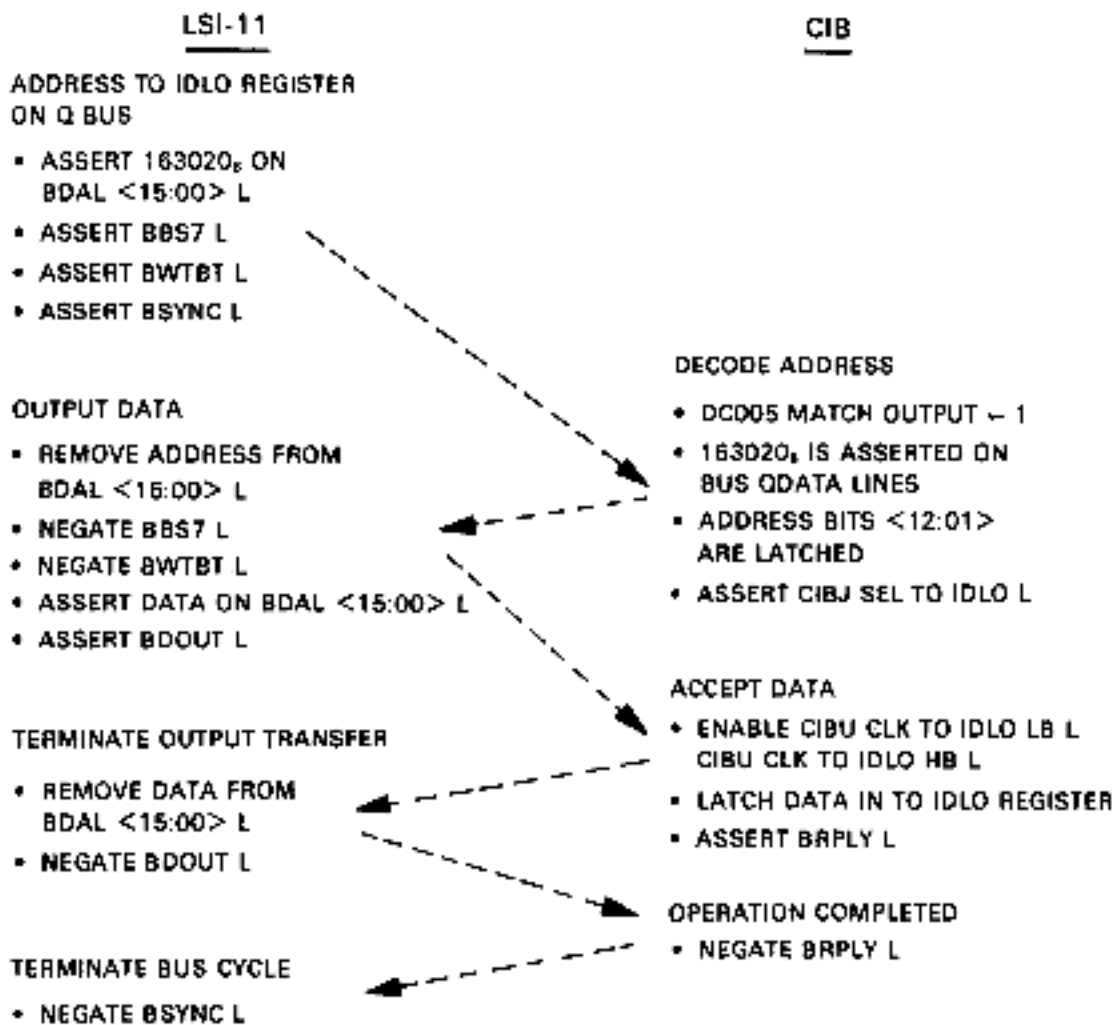 LSI-11
CIB
ADDRESS TO IDLO REGISTER
ON Q BUS
• ASSERT 163020₈ ON
BDAL <15:00> L
• ASSERT BBS7 L
• ASSERT BWTBT L
• ASSERT BSYNC L
DECODE ADDRESS
• DC005 MATCH OUTPUT ← 1
• 163020₈ IS ASSERTED ON
BUS QDATA LINES
• ADDRESS BITS <12:01>
ARE LATCHED
• ASSERT CIBJ SEL TO IDLO L
OUTPUT DATA
• REMOVE ADDRESS FROM
BDAL <15:00> L
• NEGATE BBS7 L
• NEGATE BWTBT L
• ASSERT DATA ON BDAL <15:00> L
• ASSERT BDOUT L
ACCEPT DATA
• ENABLE CIBU CLK TO IDLO LB L
CIBU CLK TO IDLO HB L
• LATCH DATA IN TO IDLO REGISTER
• ASSERT BRPLY L
TERMINATE OUTPUT TRANSFER
• REMOVE DATA FROM
BDAL <15:00> L
• NEGATE BDOUT L
OPERATION COMPLETED
• NEGATE BRPLY L
TERMINATE BUS CYCLE
• NEGATE BSYNC L